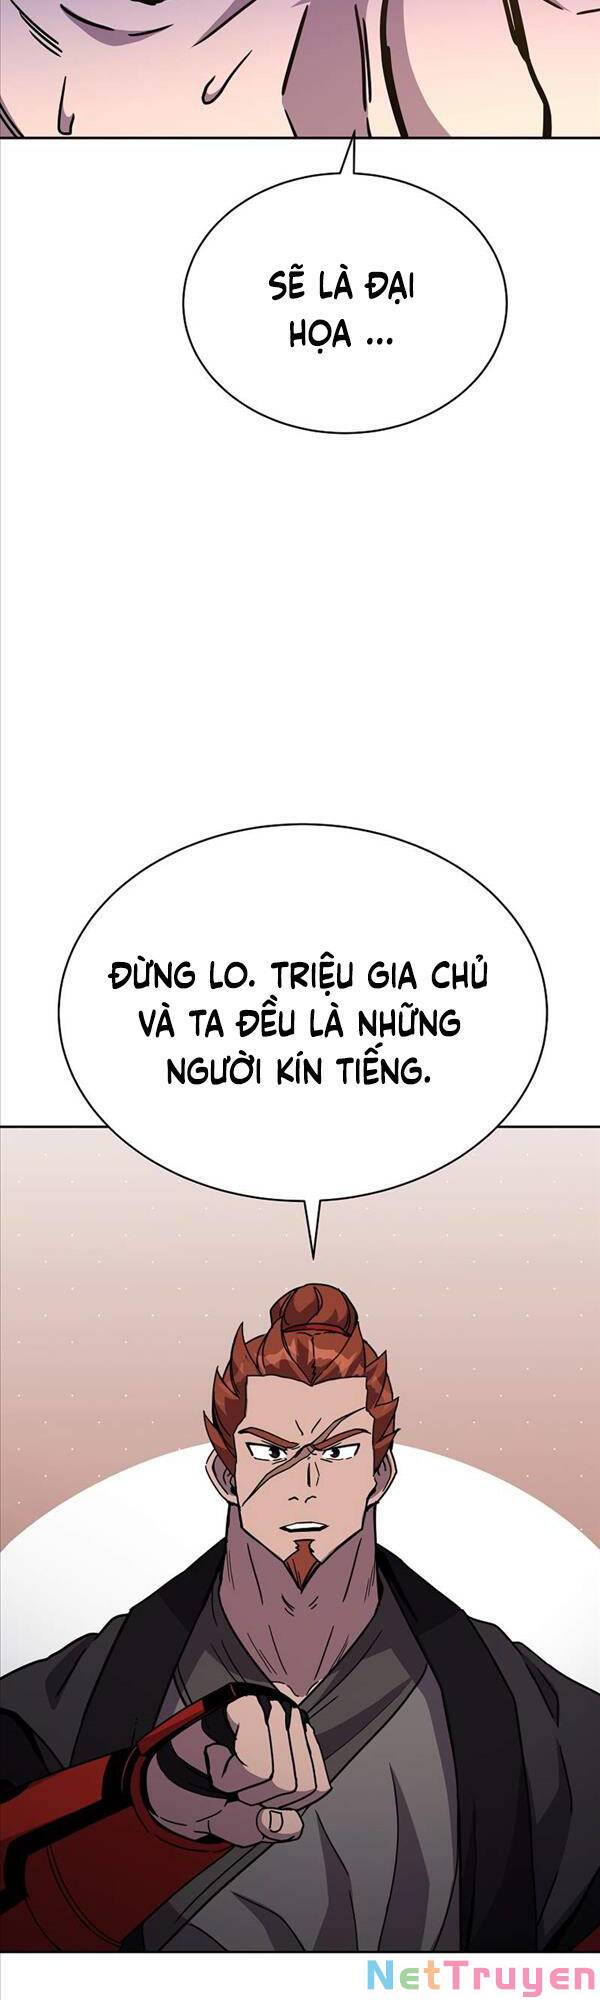 SẼ LÀ ĐẠI
HỌA ...
ĐỪNG LO. TRIỆU GIA CHỦ
VÀ TA ĐỀU LÀ NHỮNG
NGƯỜI KÍN TIẾNG.
NetTruyen